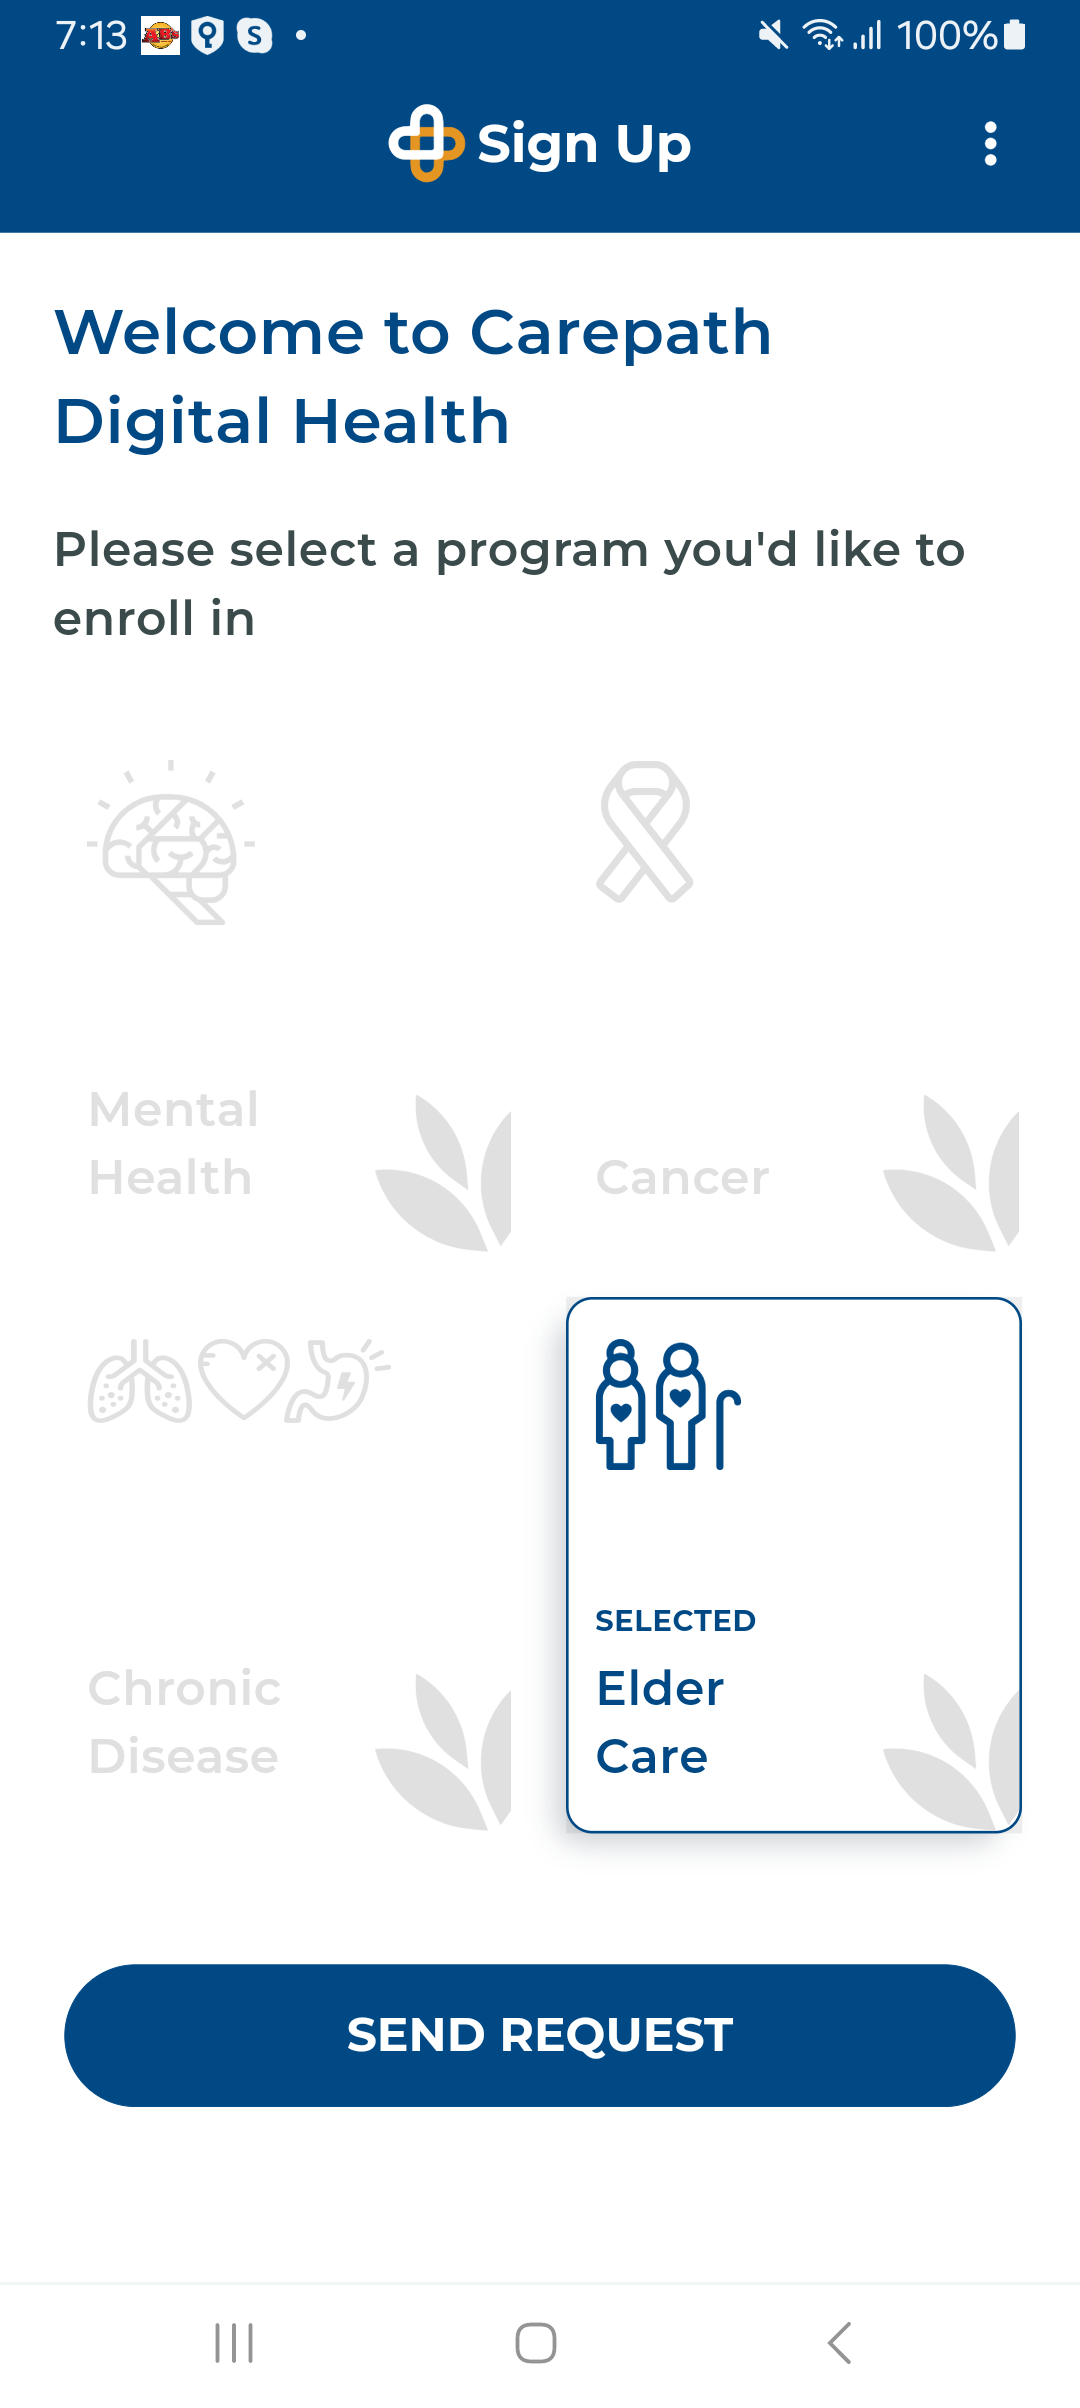 7:13 ABs S 100%
Sign Up
Welcome to Carepath
Digital Health
Please select a program you'd like to
enroll in
Mental
Health
Cancer
Chronic
Disease
SELECTED
Elder
Care
SEND REQUEST